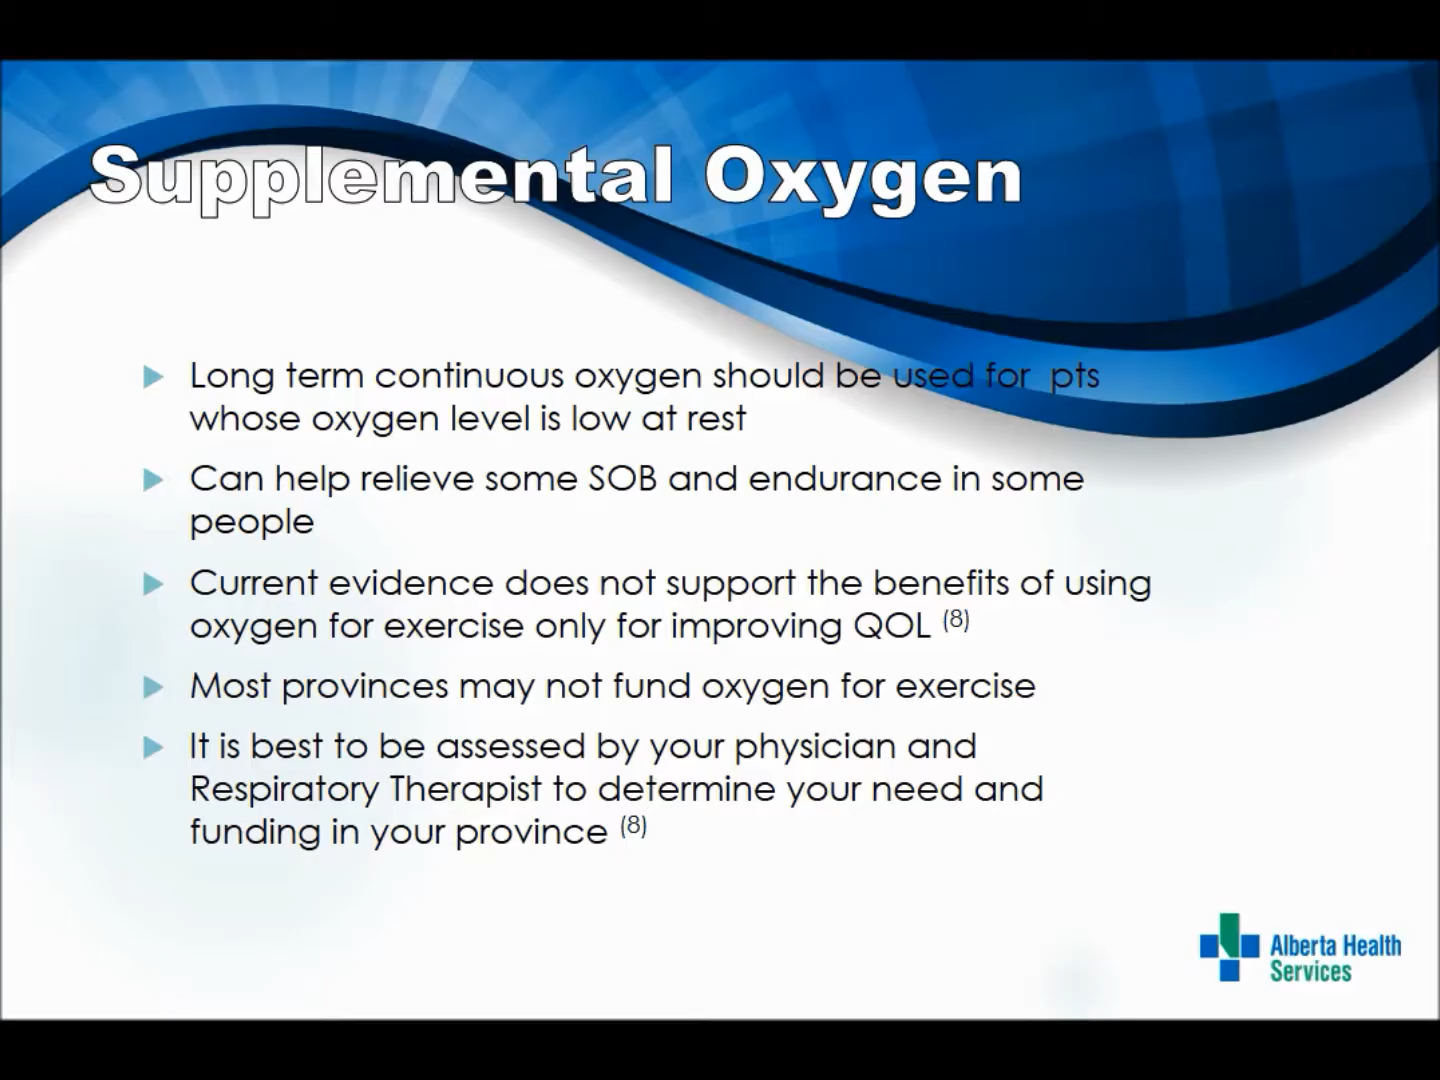 Supplemental Oxygen
Long term continuous oxygen should be used for  pts
whose oxygen level is low at rest
Can help relieve some SOB and endurance in some
people
Current evidence does not support the benefits of using
oxygen for exercise only for improving QOL (8)
Most provinces may not fund oxygen for exercise
It is best to be assessed by your physician and
Respiratory Therapist to determine your need and
funding in your province (8)
Alberta Health
Services